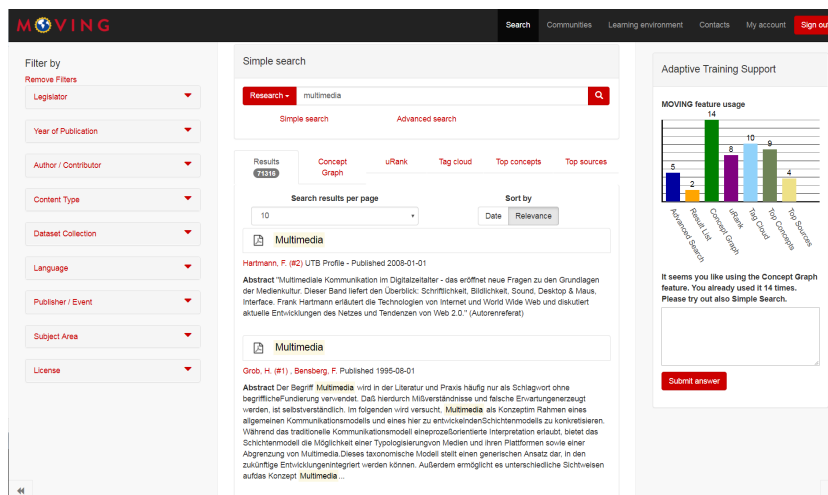 MOVING
Search Communities Learning environment Contacts My account Sign out
Filter by
Remove Filters
Legislator
Year of Publication
Author / Contributor
Content Type
Dataset Collection
Language
Publisher / Event
Subject Area
License
Simple search
Research multimedia
Simple search Advanced search
Results 71316 Concept Graph uRank Tag cloud Top concepts Top sources
Search results per page Sort by
10 Date Relevance
Multimedia
Hartmann, F. (#2) UTB Profile - Published 2008-01-01
Abstract "Multimediale Kommunikation im Digitalzeitalter - das eröffnet neue Fragen zu den Grundlagen
der Medienkultur. Dieser Band liefert den Überblick: Schriftlichkeit, Bildlichkeit, Sound, Desktop & Maus,
Interface. Frank Hartmann erläutert die Technologien von Internet und World Wide Web und diskutiert
aktuelle Entwicklungen des Netzes und Tendenzen von Web 2.0." (Autorenreferat)
Multimedia
Grob, H. (#1) , Bensberg, F. Published 1995-08-01
Abstract Der Begriff Multimedia wird in der Literatur und Praxis häufig nur als Schlagwort ohne
begrifflicheFundierung verwendet. Daß hierdurch Mißverständnisse und falsche Erwartungenerzeugt
werden, ist selbstverständlich. Im folgenden wird versucht, Multimedia als Konzeptim Rahmen eines
allgemeinen Kommunikationsmodells und eines hier zu entwickelndenSchichtenmodells zu konkretisieren.
Während das traditionelle Kommunikationsmodell eineprozeßorientierte Interpretation erlaubt, bietet das
Schichtenmodell die Möglichkeit einer Typologisierungvon Medien und ihren Plattformen sowie einer
Abgrenzung von Multimedia.Dieses taxonomische Modell stellt einen generischen Ansatz dar, in den
zukünftige Entwicklungenintegriert werden können. Außerdem ermöglicht es unterschiedliche Sichtweisen
aufdas Konzept Multimedia ...
Adaptive Training Support
MOVING feature usage
5 2 14 8 10 9 4
Advanced Search
Result List
Concept Graph
uRank
Tag Cloud
Top Concepts
Top Sources
It seems you like using the Concept Graph
feature. You already used it 14 times.
Please try out also Simple Search.
Submit answer